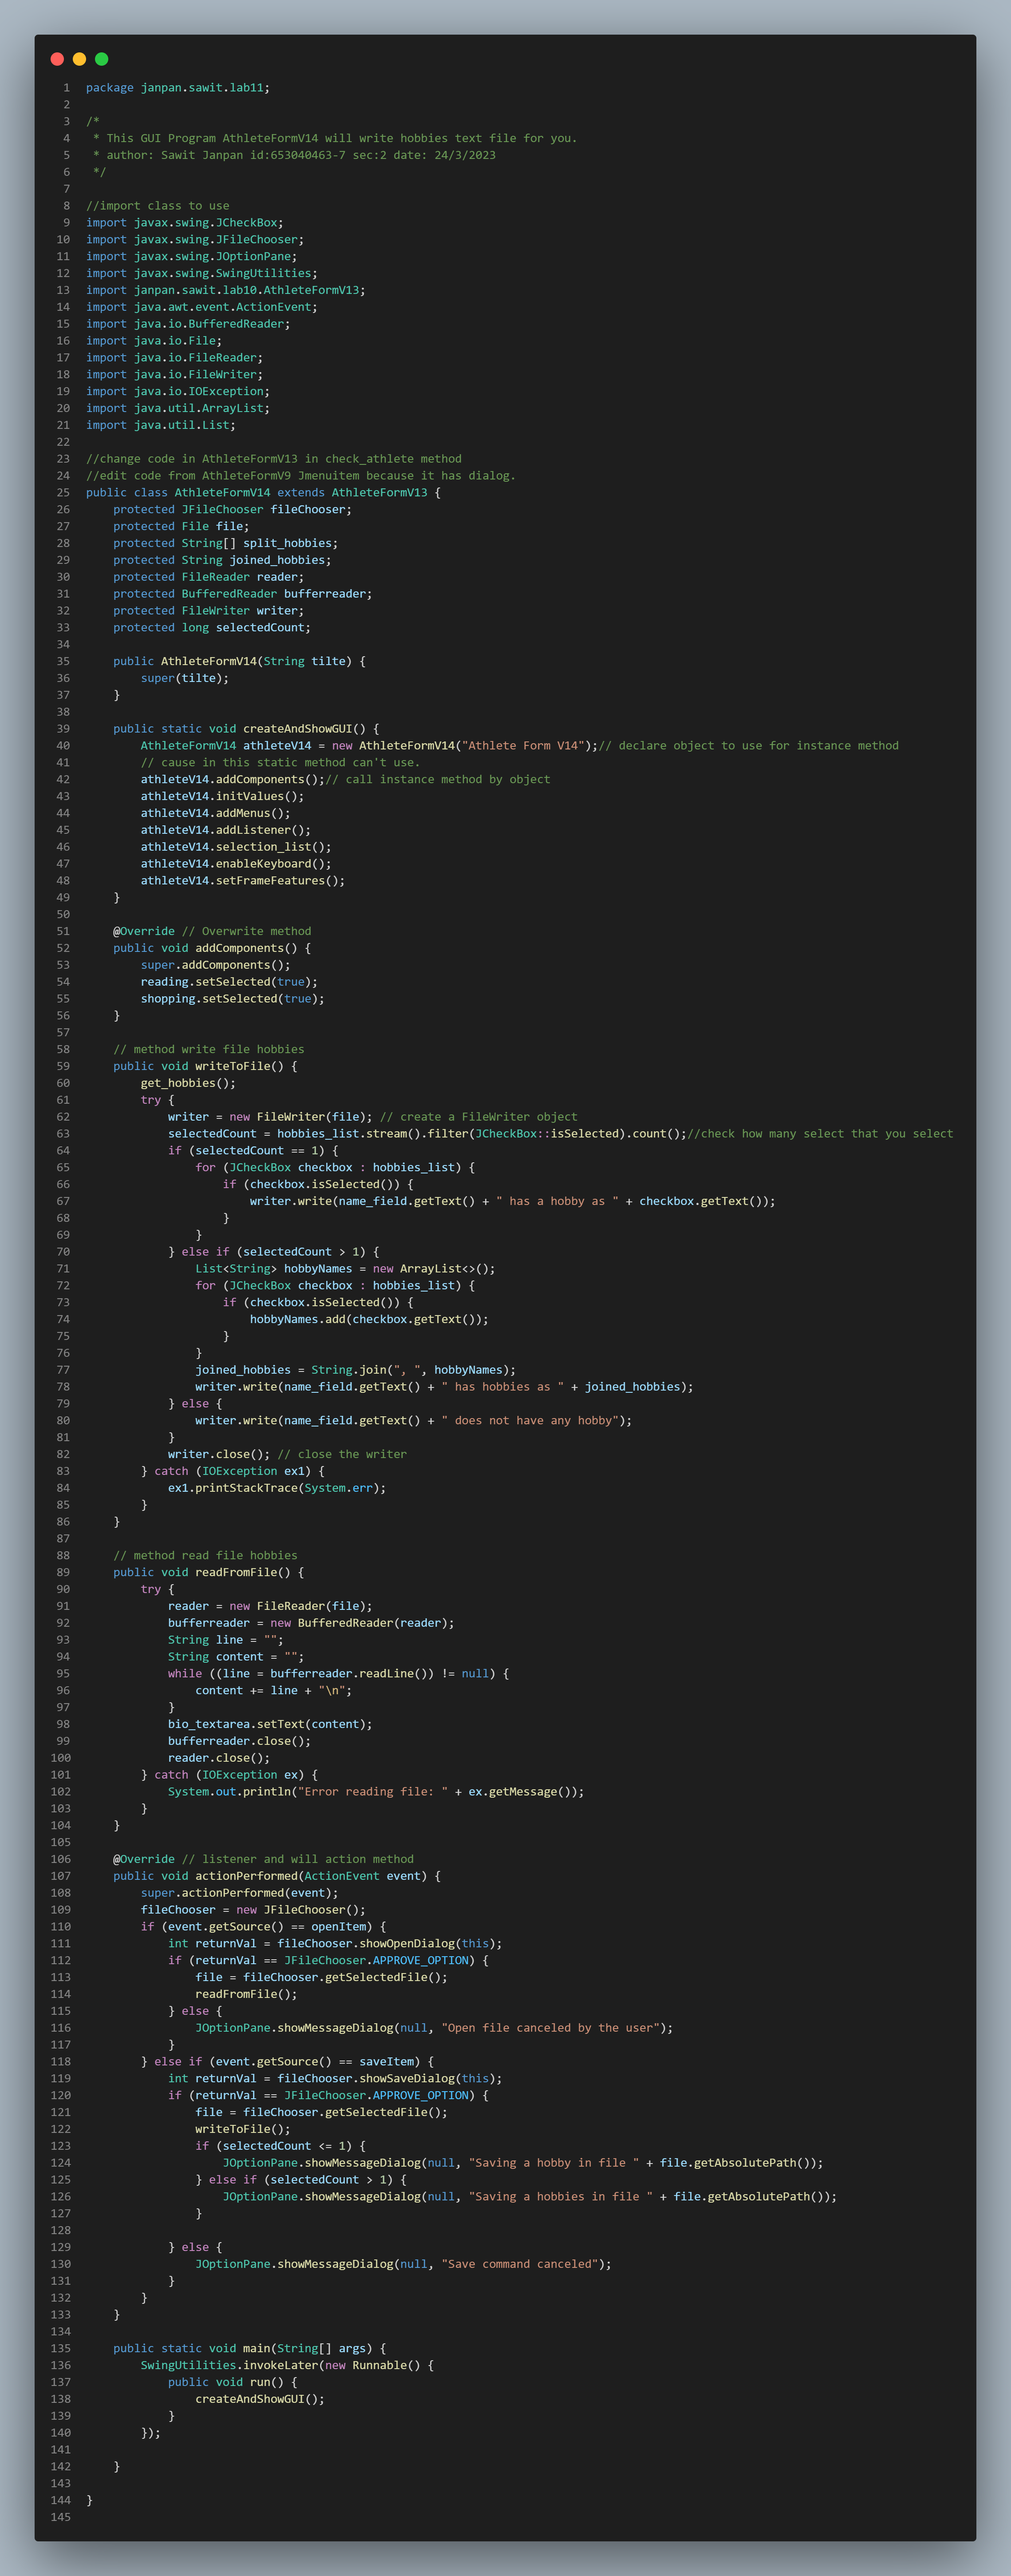 1 package janpan.sawit.lab11;
2
3 /*
4  * This GUI Program AthleteFormV14 will write hobbies text file for you.
5  * author: Sawit Janpan id:653040463-7 sec:2 date: 24/3/2023
6  */
7
8 //import class to use
9 import javax.swing.JCheckBox;
10 import javax.swing.JFileChooser;
11 import javax.swing.JOptionPane;
12 import javax.swing.SwingUtilities;
13 import janpan.sawit.lab10.AthleteFormV13;
14 import java.awt.event.ActionEvent;
15 import java.io.BufferedReader;
16 import java.io.File;
17 import java.io.FileReader;
18 import java.io.FileWriter;
19 import java.io.IOException;
20 import java.util.ArrayList;
21 import java.util.List;
22
23 //change code in AthleteFormV13 in check_athlete method
24 //edit code from AthleteFormV9 Jmenuitem because it has dialog.
25 public class AthleteFormV14 extends AthleteFormV13 {
26     protected JFileChooser fileChooser;
27     protected File file;
28     protected String[] split_hobbies;
29     protected String joined_hobbies;
30     protected FileReader reader;
31     protected BufferedReader bufferreader;
32     protected FileWriter writer;
33     protected long selectedCount;
34
35     public AthleteFormV14(String tilte) {
36         super(tilte);
37     }
38
39     public static void createAndShowGUI() {
40         AthleteFormV14 athleteV14 = new AthleteFormV14("Athlete Form V14");// declare object to use for instance method
41         // cause in this static method can't use.
42         athleteV14.addComponents();// call instance method by object
43         athleteV14.initValues();
44         athleteV14.addMenus();
45         athleteV14.addListener();
46         athleteV14.selection_list();
47         athleteV14.enableKeyboard();
48         athleteV14.setFrameFeatures();
49     }
50
51     @Override // Overwrite method
52     public void addComponents() {
53         super.addComponents();
54         reading.setSelected(true);
55         shopping.setSelected(true);
56     }
57
58     // method write file hobbies
59     public void writeToFile() {
60         get_hobbies();
61         try {
62             writer = new FileWriter(file); // create a FileWriter object
63             selectedCount = hobbies_list.stream().filter(JCheckBox::isSelected).count();//check how many select that you select
64             if (selectedCount == 1) {
65                 for (JCheckBox checkbox : hobbies_list) {
66                     if (checkbox.isSelected()) {
67                         writer.write(name_field.getText() + " has a hobby as " + checkbox.getText());
68                     }
69                 }
70             } else if (selectedCount > 1) {
71                 List<String> hobbyNames = new ArrayList<>();
72                 for (JCheckBox checkbox : hobbies_list) {
73                     if (checkbox.isSelected()) {
74                         hobbyNames.add(checkbox.getText());
75                     }
76                 }
77                 joined_hobbies = String.join(", ", hobbyNames);
78                 writer.write(name_field.getText() + " has hobbies as " + joined_hobbies);
79             } else {
80                 writer.write(name_field.getText() + " does not have any hobby");
81             }
82             writer.close(); // close the writer
83         } catch (IOException ex1) {
84             ex1.printStackTrace(System.err);
85         }
86     }
87
88     // method read file hobbies
89     public void readFromFile() {
90         try {
91             reader = new FileReader(file);
92             bufferreader = new BufferedReader(reader);
93             String line = "";
94             String content = "";
95             while ((line = bufferreader.readLine()) != null) {
96                 content += line + "\n";
97             }
98             bio_textarea.setText(content);
99             bufferreader.close();
100             reader.close();
101         } catch (IOException ex) {
102             System.out.println("Error reading file: " + ex.getMessage());
103         }
104     }
105
106     @Override // listener and will action method
107     public void actionPerformed(ActionEvent event) {
108         super.actionPerformed(event);
109         fileChooser = new JFileChooser();
110         if (event.getSource() == openItem) {
111             int returnVal = fileChooser.showOpenDialog(this);
112             if (returnVal == JFileChooser.APPROVE_OPTION) {
113                 file = fileChooser.getSelectedFile();
114                 readFromFile();
115             } else {
116                 JOptionPane.showMessageDialog(null, "Open file canceled by the user");
117             }
118         } else if (event.getSource() == saveItem) {
119             int returnVal = fileChooser.showSaveDialog(this);
120             if (returnVal == JFileChooser.APPROVE_OPTION) {
121                 file = fileChooser.getSelectedFile();
122                 writeToFile();
123                 if (selectedCount <= 1) {
124                     JOptionPane.showMessageDialog(null, "Saving a hobby in file " + file.getAbsolutePath());
125                 } else if (selectedCount > 1) {
126                     JOptionPane.showMessageDialog(null, "Saving a hobbies in file " + file.getAbsolutePath());
127                 }
128
129             } else {
130                 JOptionPane.showMessageDialog(null, "Save command canceled");
131             }
132         }
133     }
134
135     public static void main(String[] args) {
136         SwingUtilities.invokeLater(new Runnable() {
137             public void run() {
138                 createAndShowGUI();
139             }
140         });
141
142     }
143
144 }
145